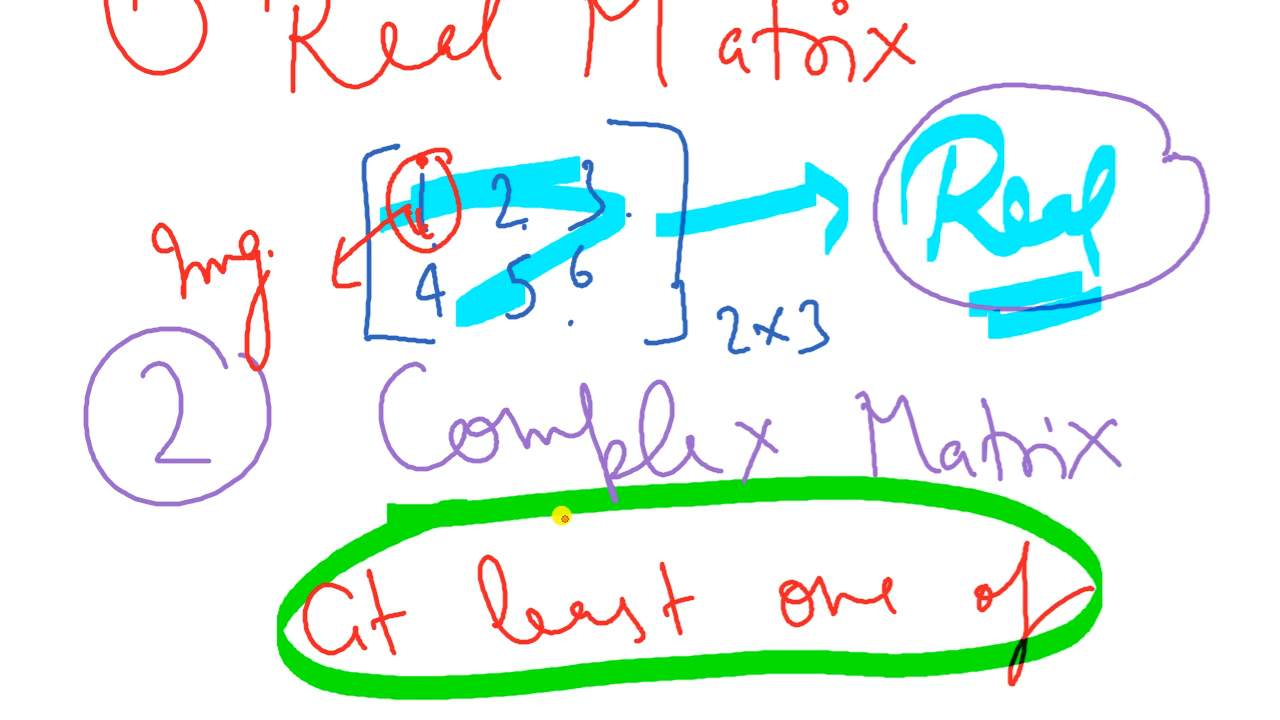 1 Real Matrix
1 2 3 Real
Img.
4 5 6
2×3
2 Complex Matrix
At least one of